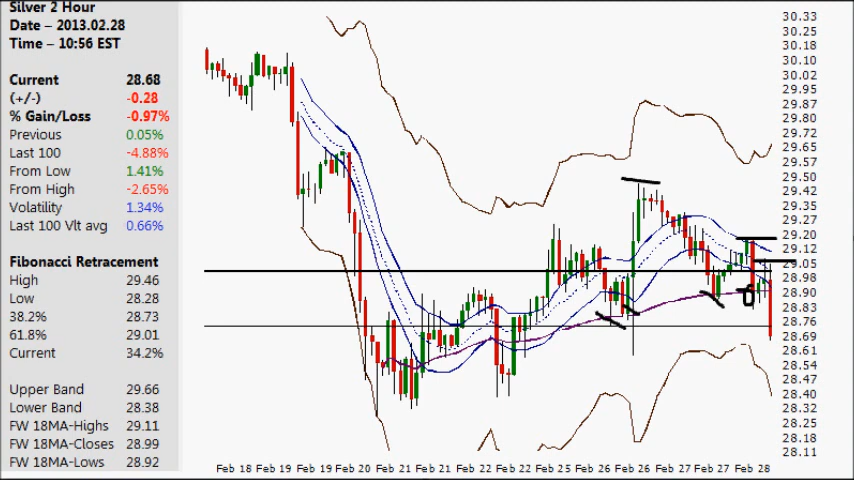 Silver 2 Hour
Date – 2013.02.28
Time – 10:56 EST
Current 28.68
(+/-) -0.28
% Gain/Loss -0.97%
Previous 0.05%
Last 100 -4.88%
From Low 1.41%
From High -2.65%
Volatility 1.34%
Last 100 Vlt avg 0.66%
Fibonacci Retracement
High 29.46
Low 28.28
38.2% 28.73
61.8% 29.01
Current 34.2%
Upper Band 29.66
Lower Band 28.38
FW 18MA-Highs 29.11
FW 18MA-Closes 28.99
FW 18MA-Lows 28.92
30.33
30.25
30.18
30.10
30.02
29.95
29.87
29.80
29.72
29.65
29.57
29.50
29.42
29.35
29.27
29.20
29.12
29.05
28.98
28.90
28.83
28.76
28.69
28.61
28.54
28.47
28.40
28.32
28.25
28.18
28.11
Feb 18 Feb 19 Feb 19 Feb 20 Feb 21 Feb 21 Feb 22 Feb 22 Feb 25 Feb 26 Feb 26 Feb 27 Feb 27 Feb 28